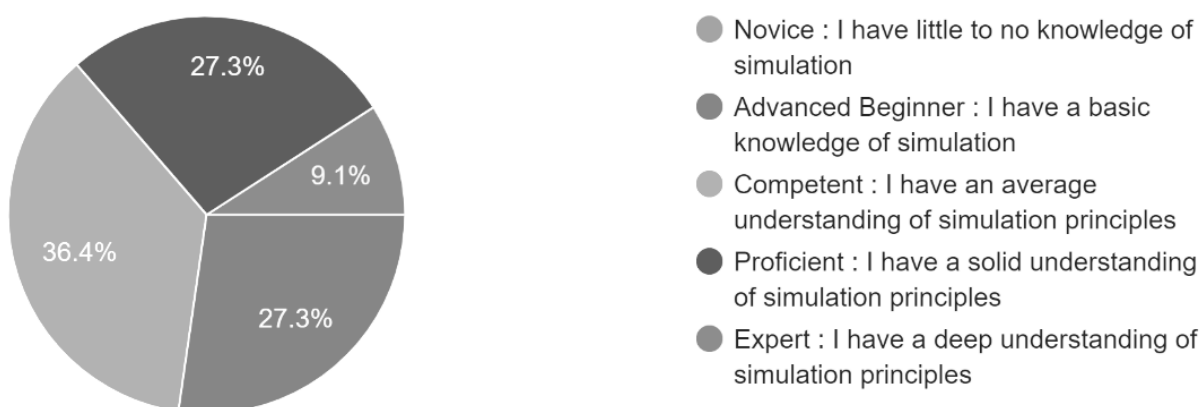 27.3%
9.1%
36.4%
27.3%
Novice : I have little to no knowledge of
simulation
Advanced Beginner : I have a basic
knowledge of simulation
Competent : I have an average
understanding of simulation principles
Proficient : I have a solid understanding
of simulation principles
Expert : I have a deep understanding of
simulation principles